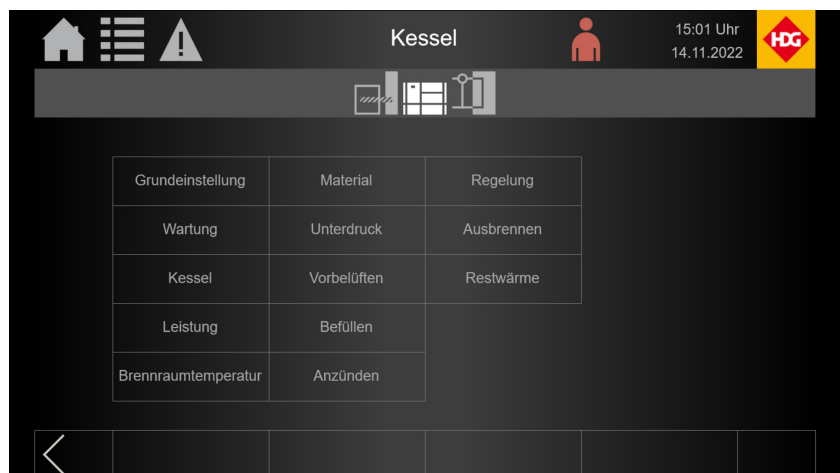 Kessel
15:01 Uhr
14.11.2022
HDG
Grundeinstellung Material Regelung
Wartung Unterdruck Ausbrennen
Kessel Vorbelüften Restwärme
Leistung Befüllen
Brennraumtemperatur Anzünden